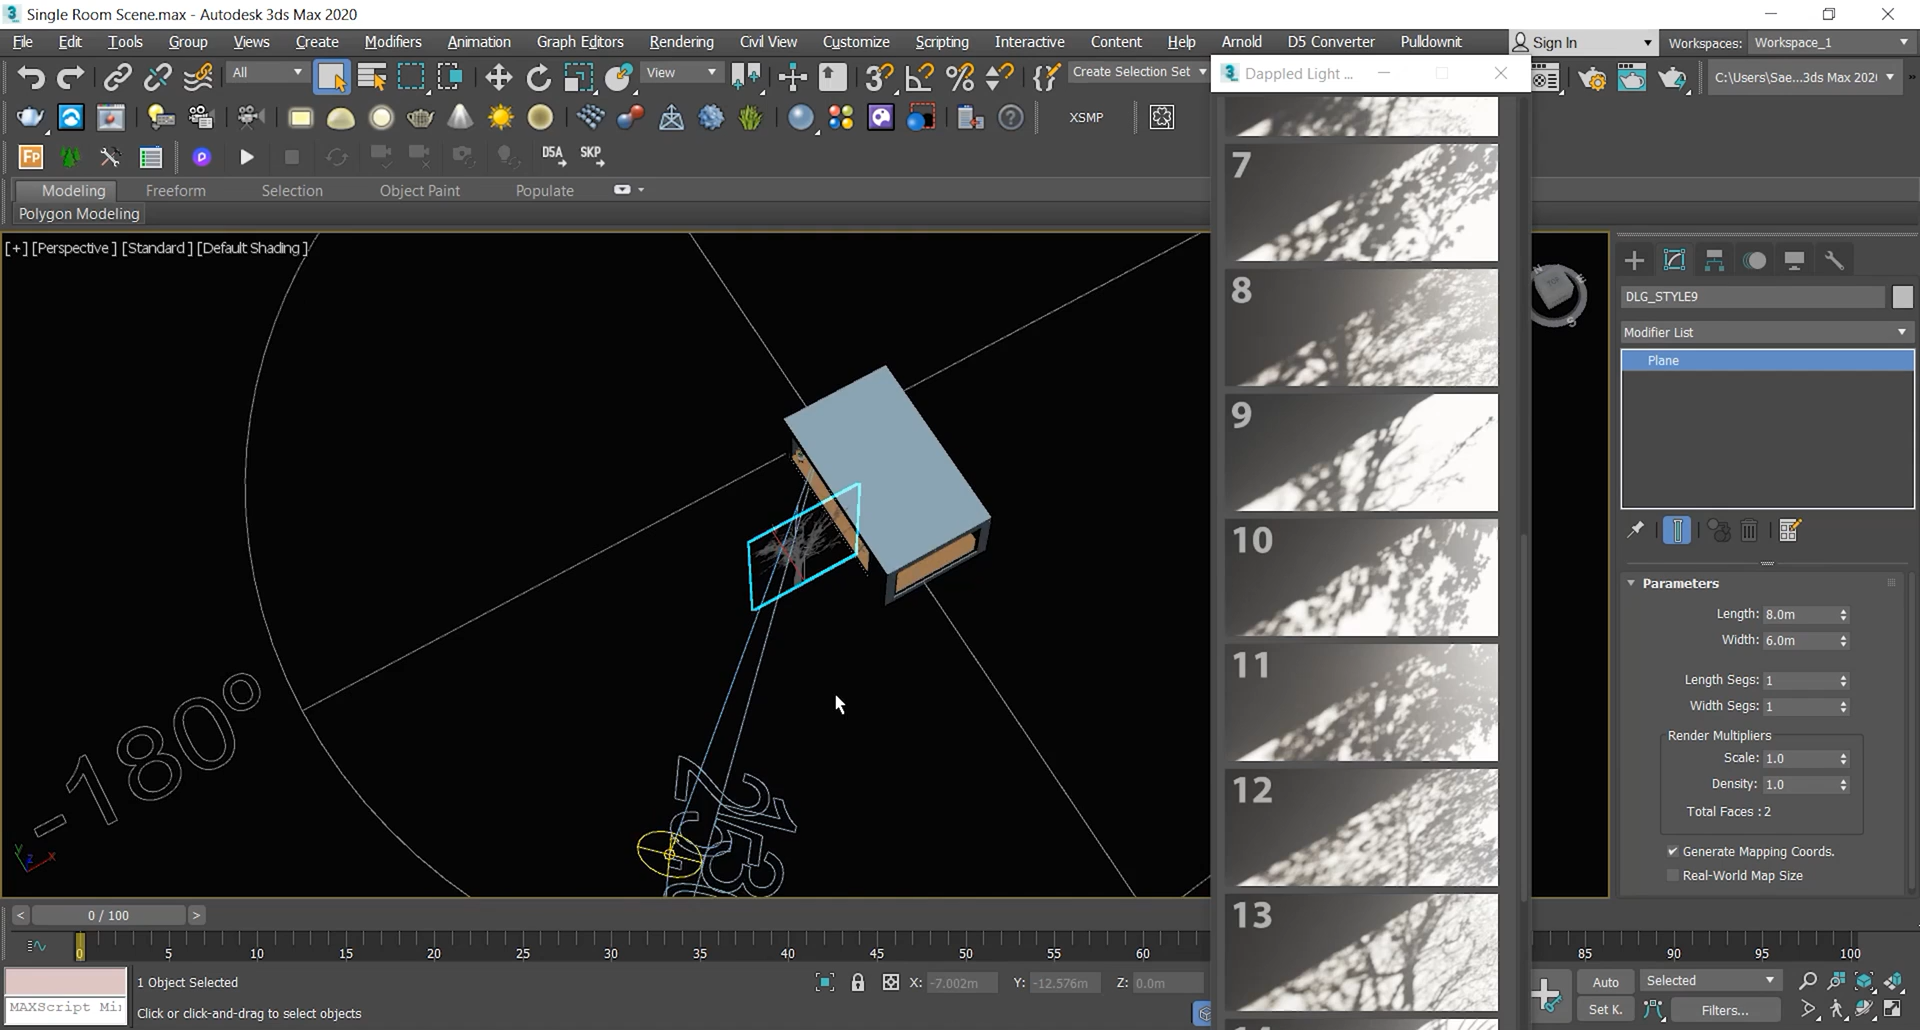 Single Room Scene.max - Autodesk 3ds Max 2020
File Edit Tools Group Views Create Modifiers Animation Graph Editors Rendering Civil View Customize Scripting Interactive Content Help Arnold D5 Converter Pulldownit
Sign In Workspaces: Workspace_1
All View Create Selection Set
C:\Users\Sae...3ds Max 202
XSMP
Fp DSA SKP
Modeling Freeform Selection Object Paint Populate
Polygon Modeling
[+] [Perspective ] [Standard ] [Default Shading ]
-180°
Dappled Light ...
7
8
9
10
11
12
13
DLG_STYLE9
Modifier List
Plane
Parameters
Length: 8.0m
Width: 6.0m
Length Segs: 1
Width Segs: 1
Render Multipliers
Scale: 1.0
Density: 1.0
Total Faces : 2
Generate Mapping Coords.
Real-World Map Size
0 / 100
0 5 10 15 20 25 30 35 40 45 50 55 60 85 90 95 100
1 Object Selected
X: -7.002m Y: -12.576m Z: 0.0m
Auto Selected
MAXScript Mi
Click or click-and-drag to select objects
Set K. Filters...